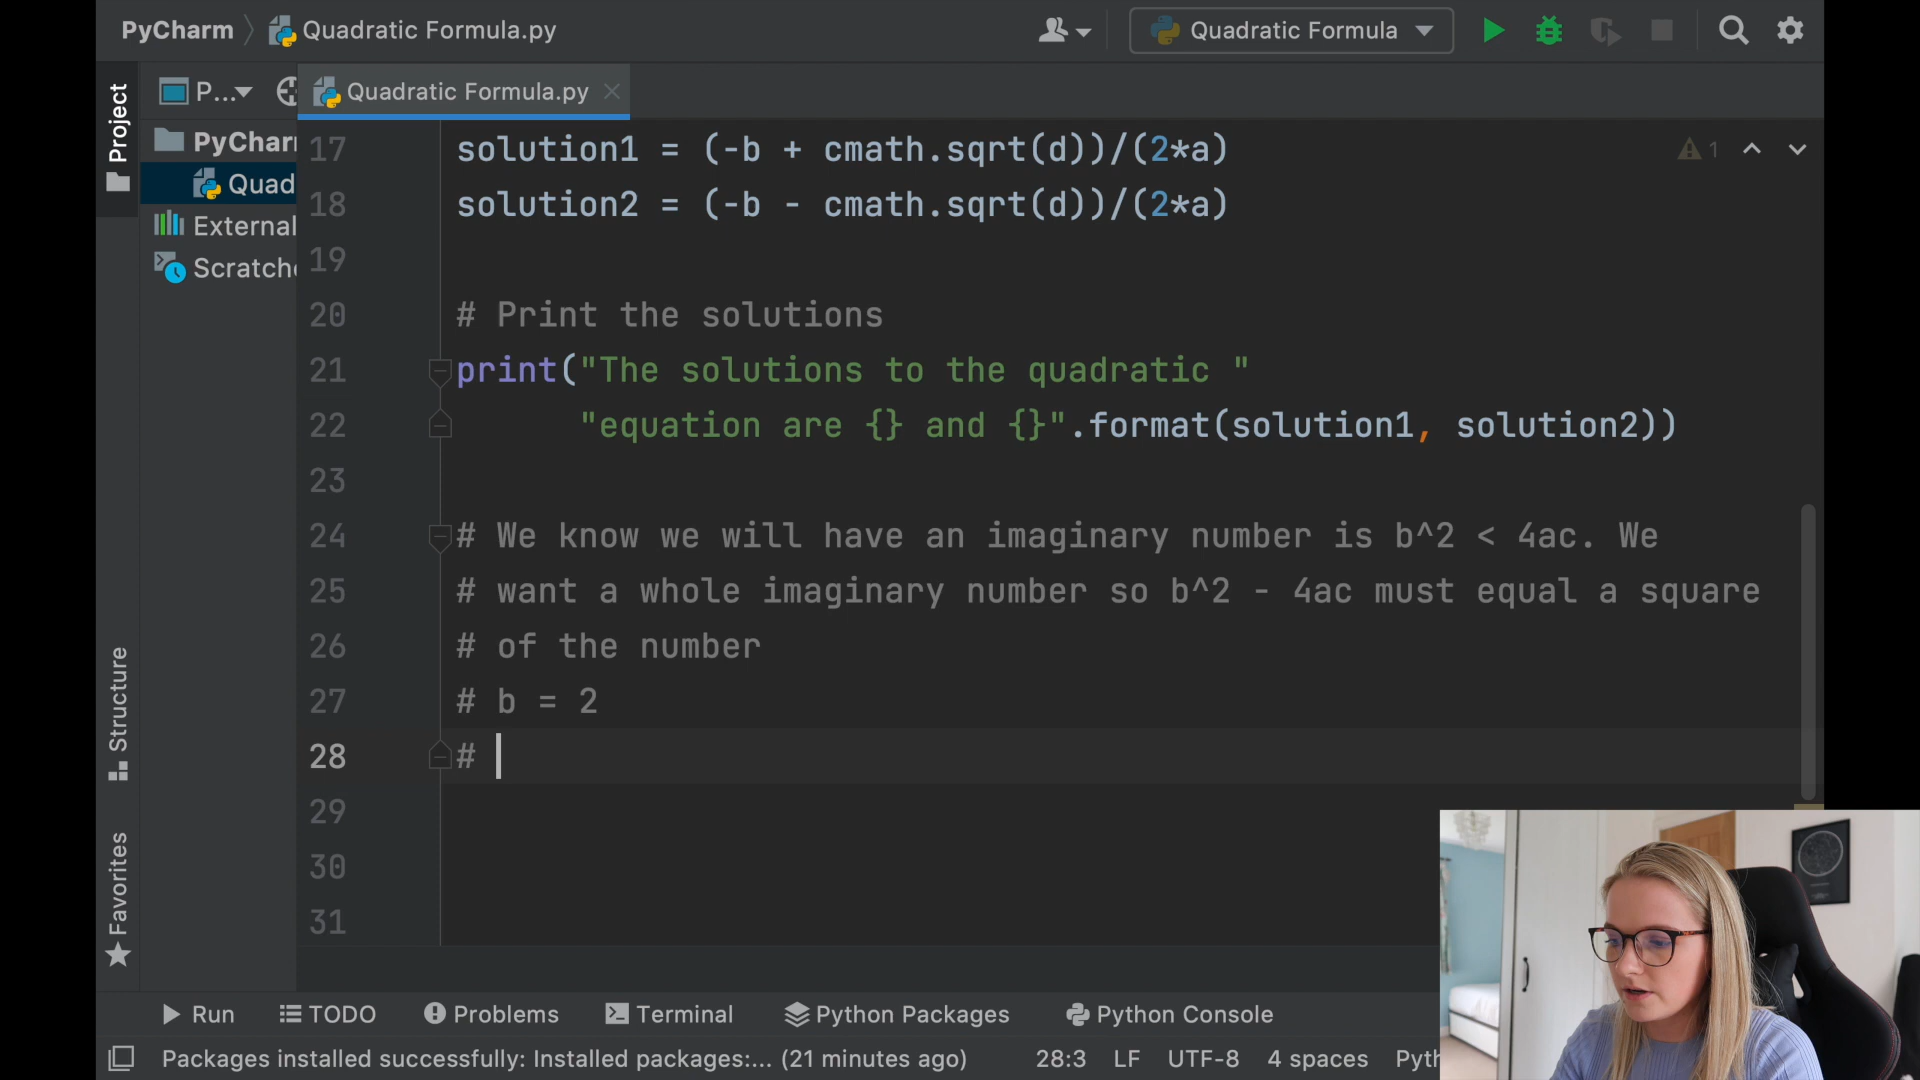 PyCharm Quadratic Formula.py Quadratic Formula
Project P... Quadratic Formula.py
PyChar
Quad
External
Scratch
17 solution1 = (-b + cmath.sqrt(d))/(2*a) 1
18 solution2 = (-b - cmath.sqrt(d))/(2*a)
19
20 # Print the solutions
21 print("The solutions to the quadratic "
22 "equation are {} and {}".format(solution1, solution2))
23
24 # We know we will have an imaginary number is b^2 < 4ac. We
25 # want a whole imaginary number so b^2 - 4ac must equal a square
26 # of the number
27 # b = 2
28 #
29
30
31
Structure
Favorites
Run TODO Problems Terminal Python Packages Python Console
Packages installed successfully: Installed packages:... (21 minutes ago) 28:3 LF UTF-8 4 spaces Pyth